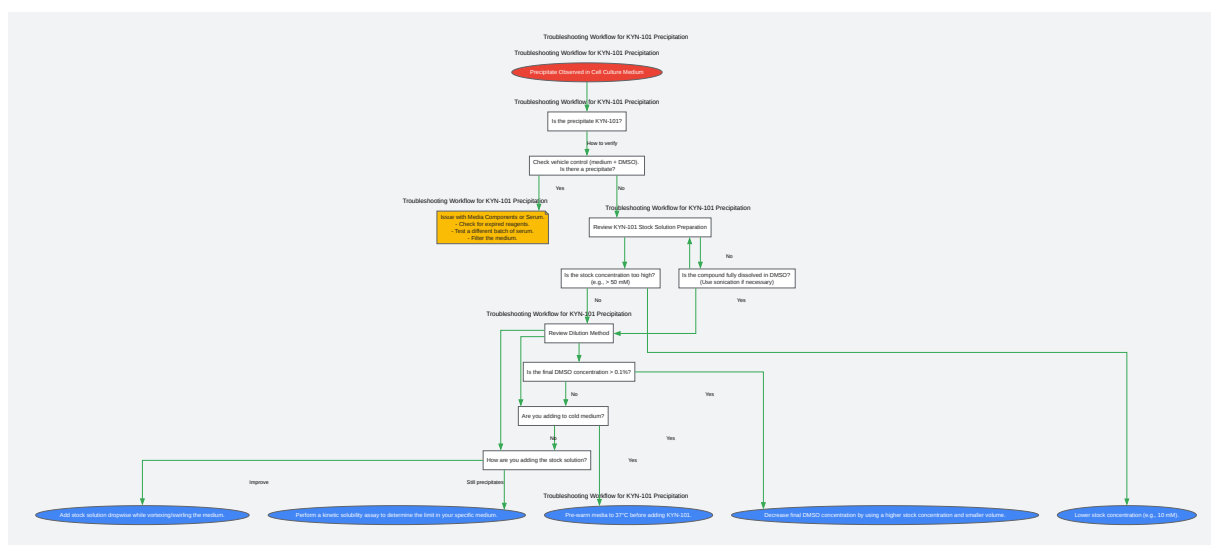 Troubleshooting Workflow for KYN-101 Precipitation
Troubleshooting Workflow for KYN-101 Precipitation
Precipitate Observed in Cell Culture Medium
Troubleshooting Workflow for KYN-101 Precipitation
Is the precipitate KYN-101?
How to verify
Check vehicle control (medium + DMSO).
Is there a precipitate?
Yes
No
Troubleshooting Workflow for KYN-101 Precipitation
Troubleshooting Workflow for KYN-101 Precipitation
Issue with Media Components or Serum.
- Check for expired reagents.
- Test a different batch of serum.
- Filter the medium.
Review KYN-101 Stock Solution Preparation
No
Is the stock concentration too high?
(e.g., > 50 mM)
Is the compound fully dissolved in DMSO?
(Use sonication if necessary)
No
Yes
Troubleshooting Workflow for KYN-101 Precipitation
Review Dilution Method
Is the final DMSO concentration > 0.1%?
No
Yes
Are you adding to cold medium?
No
Yes
How are you adding the stock solution?
Yes
Improve
Still precipitates
Troubleshooting Workflow for KYN-101 Precipitation
Add stock solution dropwise while vortexing/swirling the medium.
Perform a kinetic solubility assay to determine the limit in your specific medium.
Pre-warm media to 37°C before adding KYN-101.
Decrease final DMSO concentration by using a higher stock concentration and smaller volume.
Lower stock concentration (e.g., 10 mM).